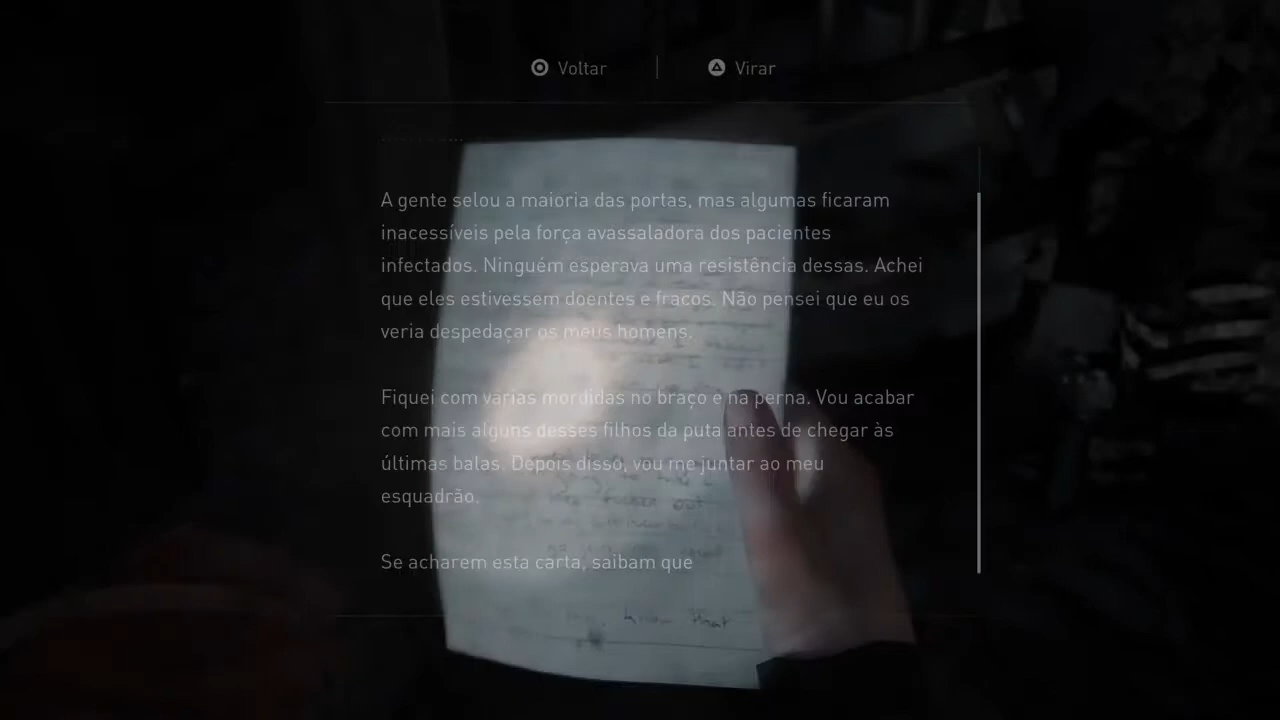 Voltar
Virar
A gente selou a maioria das portas, mas algumas ficaram
inacessíveis pela força avassaladora dos pacientes
infectados. Ninguém esperava uma resistência dessas. Achei
que eles estivessem doentes e fracos. Não pensei que eu os
veria despedaçar os meus homens.
Fiquei com várias mordidas no braço e na perna. Vou acabar
com mais alguns desses filhos da puta antes de chegar às
últimas balas. Depois disso, vou me juntar ao meu
esquadrão.
Se acharem esta carta, saibam que
know that